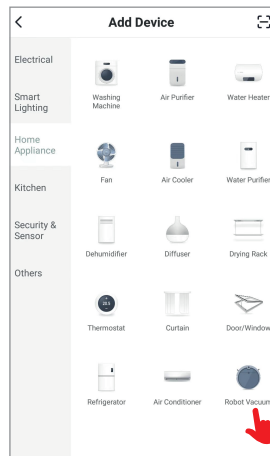 Add Device
Electrical
Smart
Lighting
Home
Appliance
Kitchen
Security &
Sensor
Others
Washing
Machine
Air Purifier
Water Heater
Fan
Air Cooler
Water Purifier
Dehumidifier
Diffuser
Drying Rack
Thermostat
Curtain
Door/Window
Refrigerator
Air Conditioner
Robot Vacuum